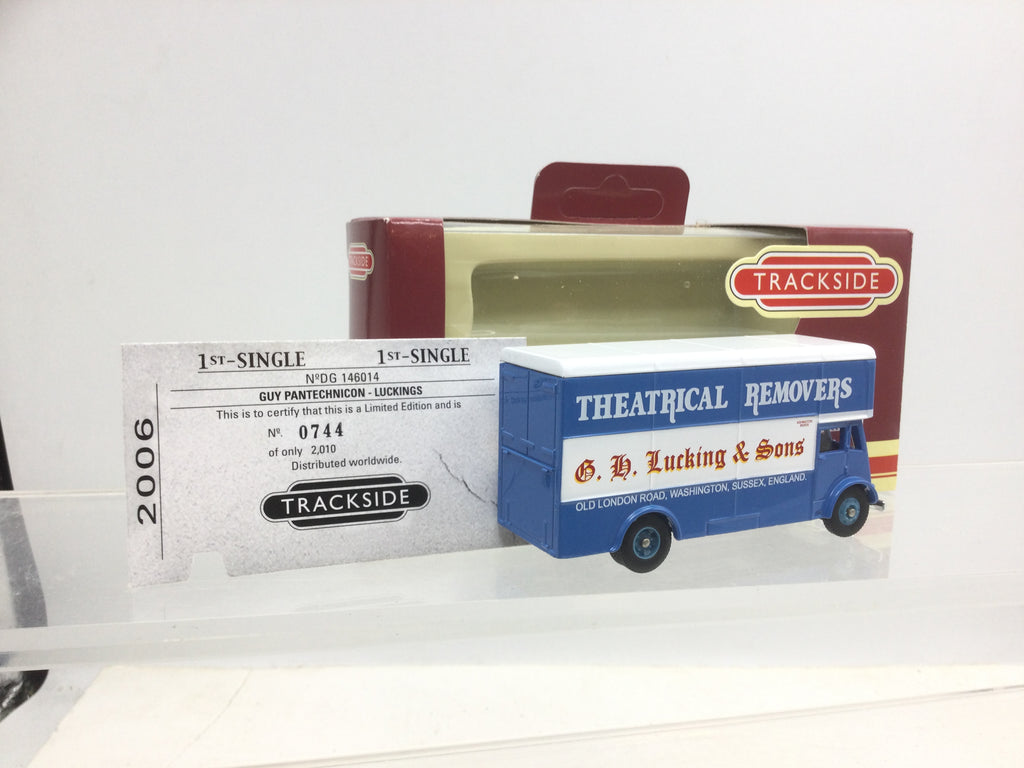 TRACKSIDE
TRACKSIDE
1ST-SINGLE 1ST-SINGLE
NºDG 146014
GUY PANTECHNICON - LUCKINGS
This is to certify that this is a Limited Edition and is
Nº. 0744
of only 2,010
Distributed worldwide.
TRACKSIDE
2006
THEATRICAL REMOVERS
G. H. Lucking & Sons
OLD LONDON ROAD, WASHINGTON, SUSSEX, ENGLAND.